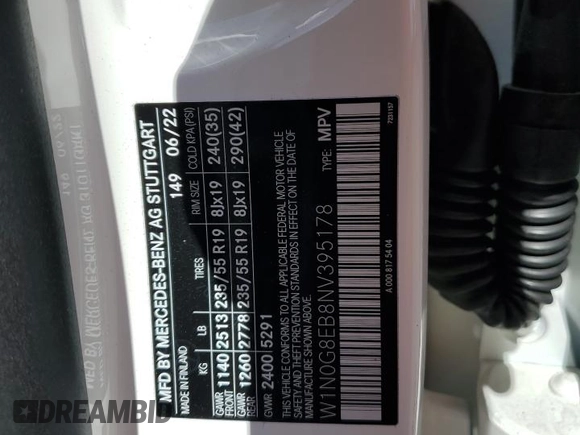 MFD BY MERCEDES-BENZ AG STUTTGART
MADE IN FINLAND 149 06/22
KG LB TIRES RIM SIZE COLD KPA(PSI)
GAWR FRONT 1140 2513 235/55 R19 8Jx19 240(35)
GAWR REAR 1260 2778 235/55 R19 8Jx19 290(42)
GVWR 2400 5291
THIS VEHICLE CONFORMS TO ALL APPLICABLE FEDERAL MOTOR VEHICLE
SAFETY AND THEFT PREVENTION STANDARDS IN EFFECT ON THE DATE OF
MANUFACTURE SHOWN ABOVE.
W1N0G8EB8NV395178 TYPE: MPV
A 000 817 54 04 7231157
DREAMBID